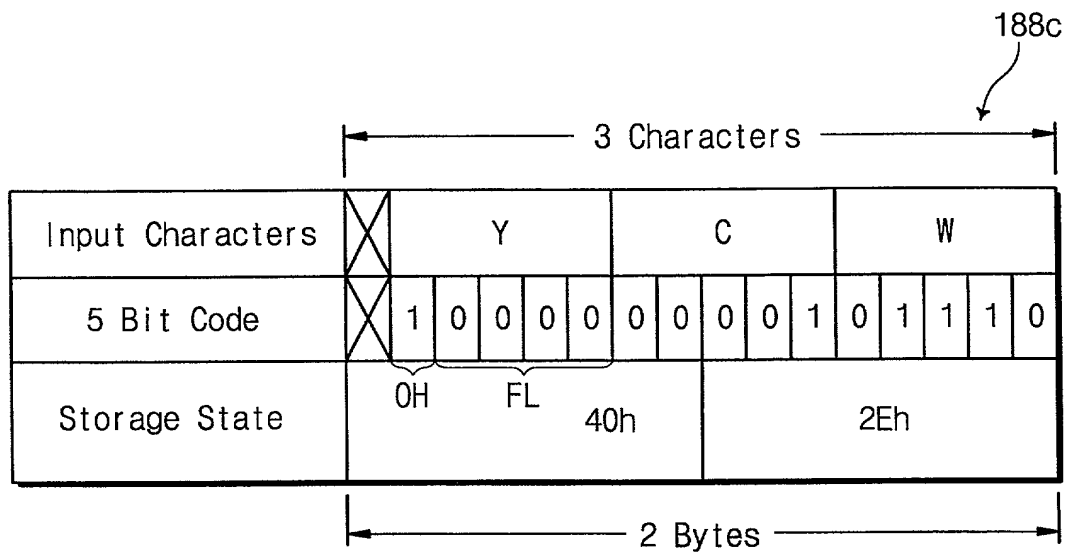 188c
3 Characters
Input Characters Y C W
5 Bit Code 1 0 0 0 0 0 0 0 0 1 0 1 1 1 0
0H FL
Storage State 40h 2Eh
2 Bytes